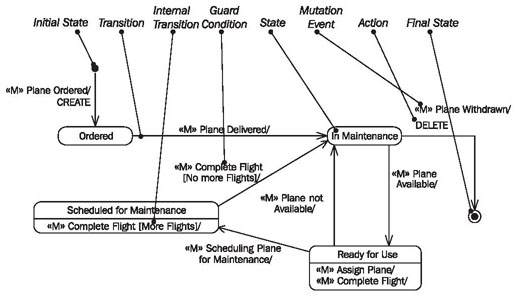 Initial State
Transition
Internal
Transition
Guard
Condition
State
Mutation
Event
Action
Final State
«M» Plane Ordered/
CREATE
«M» Plane Withdrawn/
DELETE
Ordered
«M» Plane Delivered/
In Maintenance
«M» Complete Flight
[No more Flights]/
«M» Plane
Available/
«M» Plane not
Available/
Scheduled for Maintenance
«M» Complete Flight [More Flights]/
«M» Scheduling Plane
for Maintenance/
Ready for Use
«M» Assign Plane/
«M» Complete Flight/